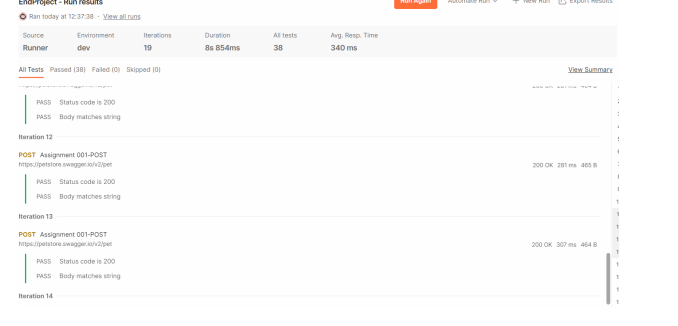 EndProject - Run results
Run Again Automate Run + New Run Export Results
Ran today at 12:37:38 · View all runs
Source Environment Iterations Duration All tests Avg. Resp. Time
Runner dev 19 8s 854ms 38 340 ms
All Tests Passed (38) Failed (0) Skipped (0) View Summary
PASS Status code is 200
PASS Body matches string
Iteration 12
POST Assignment 001-POST
https://petstore.swagger.io/v2/pet 200 OK 281 ms 465 B
PASS Status code is 200
PASS Body matches string
Iteration 13
POST Assignment 001-POST
https://petstore.swagger.io/v2/pet 200 OK 307 ms 464 B
PASS Status code is 200
PASS Body matches string
Iteration 14